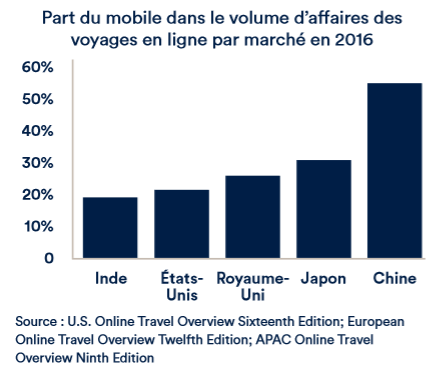 Part du mobile dans le volume d’affaires des
voyages en ligne par marché en 2016
60%
50%
40%
30%
20%
10%
0
Inde
États-
Unis
Royaume-
Uni
Japon
Chine
Source : U.S. Online Travel Overview Sixteenth Edition; European
Online Travel Overview Twelfth Edition; APAC Online Travel
Overview Ninth Edition